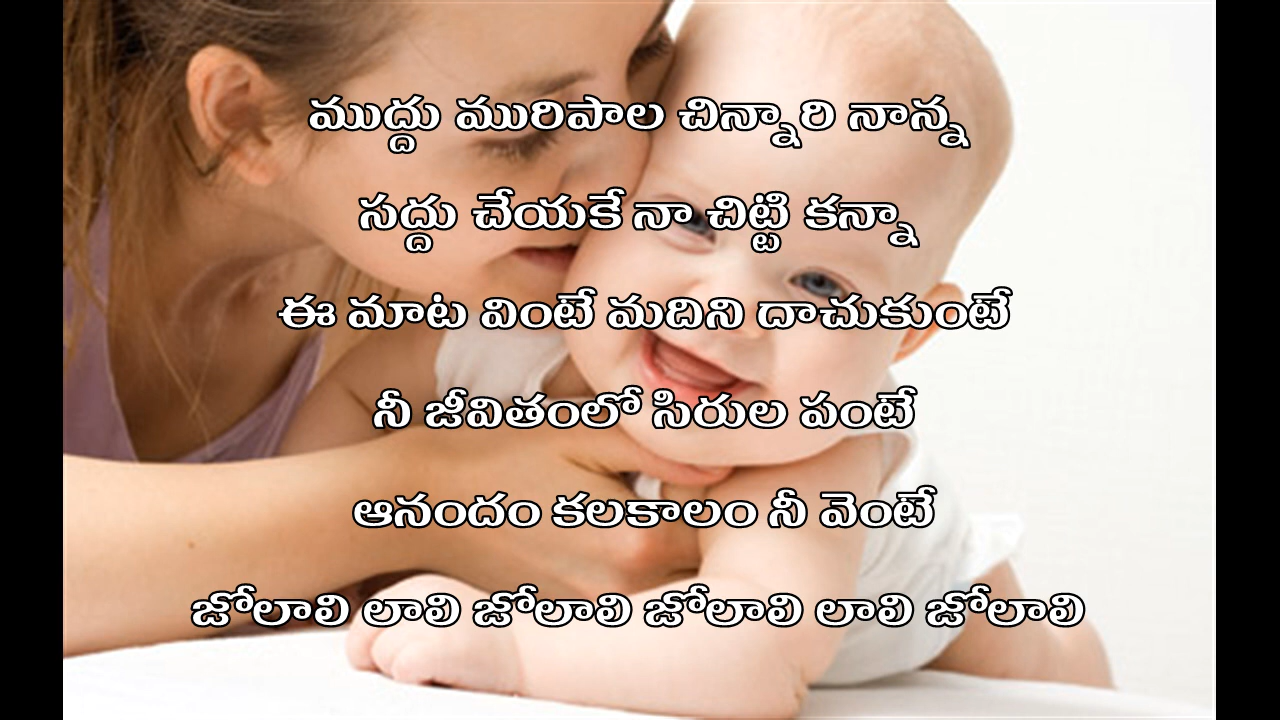 ముద్దు మురిపాల చిన్నారి నాన్న
సద్దు చేయకే నా చిట్టి కన్నా
ఈ మాట వింటే మదిని దాచుకుంటే
నీ జీవితంలో సిరుల పంటే
ఆనందం కలకాలం నీ వెంటే
జోలాలి లాలి జోలాలి జోలాలి లాలి జోలాలి